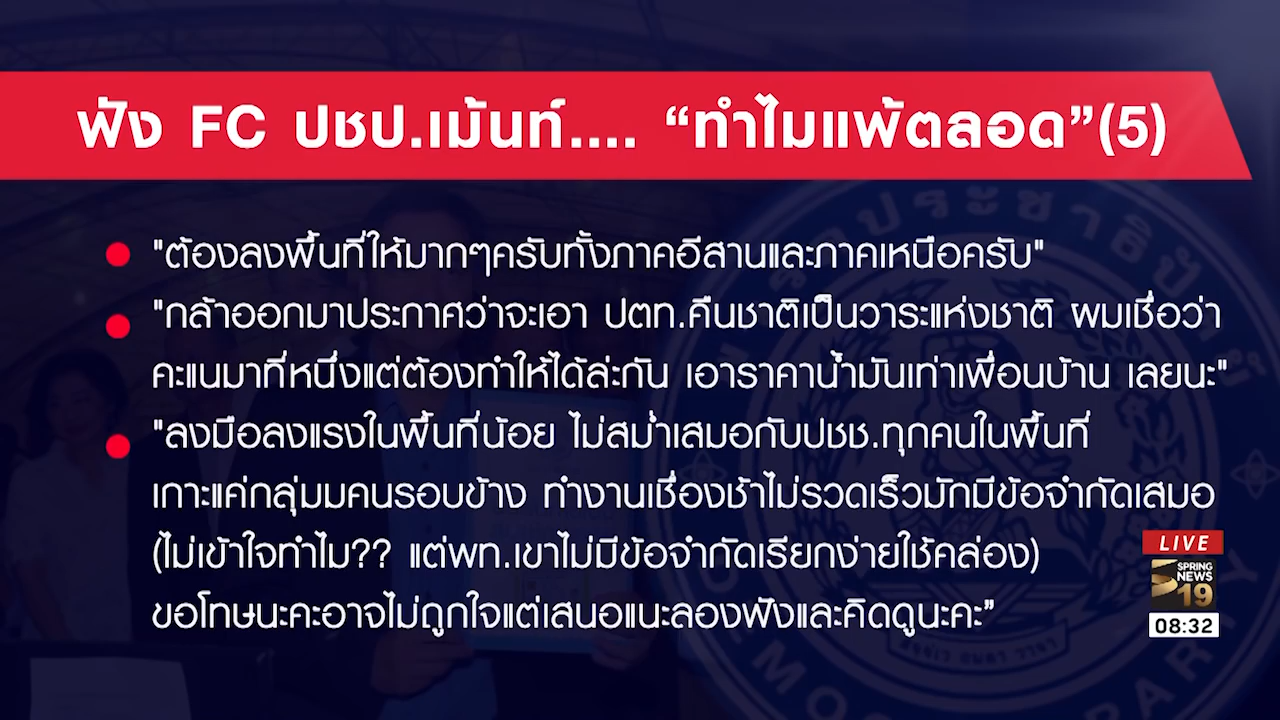 ฟัง FC ปชป.เม้นท์.... “ทำไมแพ้ตลอด”(5)
"ต้องลงพื้นที่ให้มากๆครับทั้งภาคอีสานและภาคเหนือครับ"
"กล้าออกมาประกาศว่าจะเอา ปตท.คืนชาติเป็นวาระแห่งชาติ ผมเชื่อว่า
คะแนมาที่หนึ่งแต่ต้องทำให้ได้ล่ะกัน เอาราคาน้ำมันเท่าเพื่อนบ้าน เลยนะ"
"ลงมือลงแรงในพื้นที่น้อย ไม่สม่ำเสมอกับปชช.ทุกคนในพื้นที่
เกาะแค่กลุ่มมคนรอบข้าง ทำงานเชื่องช้าไม่รวดเร็วมักมีข้อจำกัดเสมอ
(ไม่เข้าใจทำไม?? แต่พท.เขาไม่มีข้อจำกัดเรียกง่ายใช้คล่อง)
ขอโทษนะคะอาจไม่ถูกใจแต่เสนอแนะลองฟังและคิดดูนะคะ”
LIVE
SPRING
NEWS
19
08:32